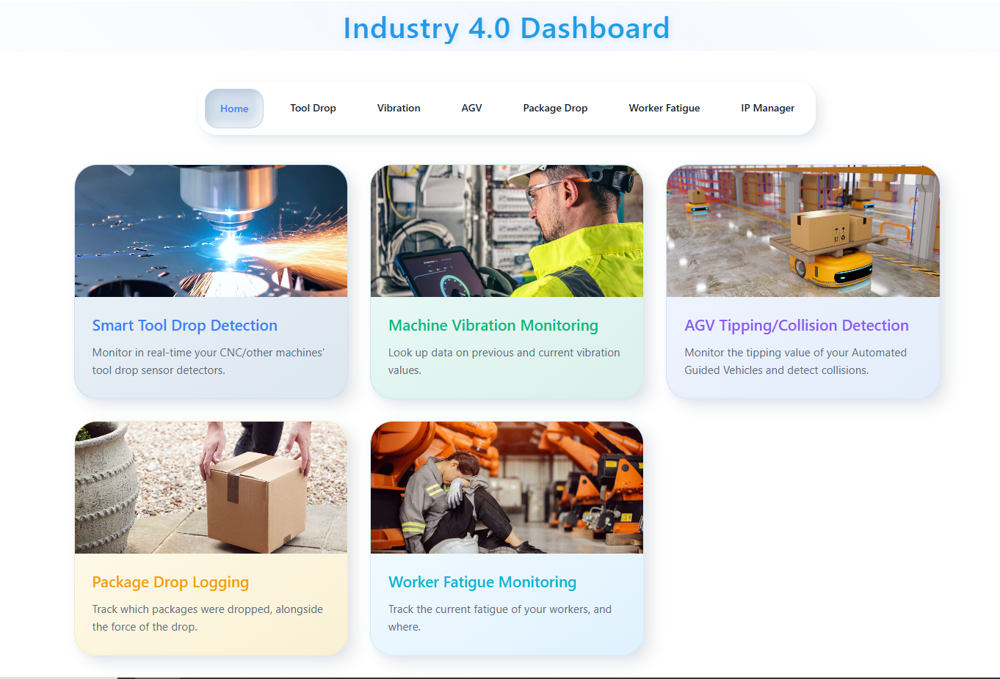 Industry 4.0 Dashboard
Home Tool Drop Vibration AGV Package Drop Worker Fatigue IP Manager
Smart Tool Drop Detection
Monitor in real-time your CNC/other machines'
tool drop sensor detectors.
Machine Vibration Monitoring
Look up data on previous and current vibration
values.
AGV Tipping/Collision Detection
Monitor the tipping value of your Automated
Guided Vehicles and detect collisions.
Package Drop Logging
Track which packages were dropped, alongside
the force of the drop.
Worker Fatigue Monitoring
Track the current fatigue of your workers, and
where.